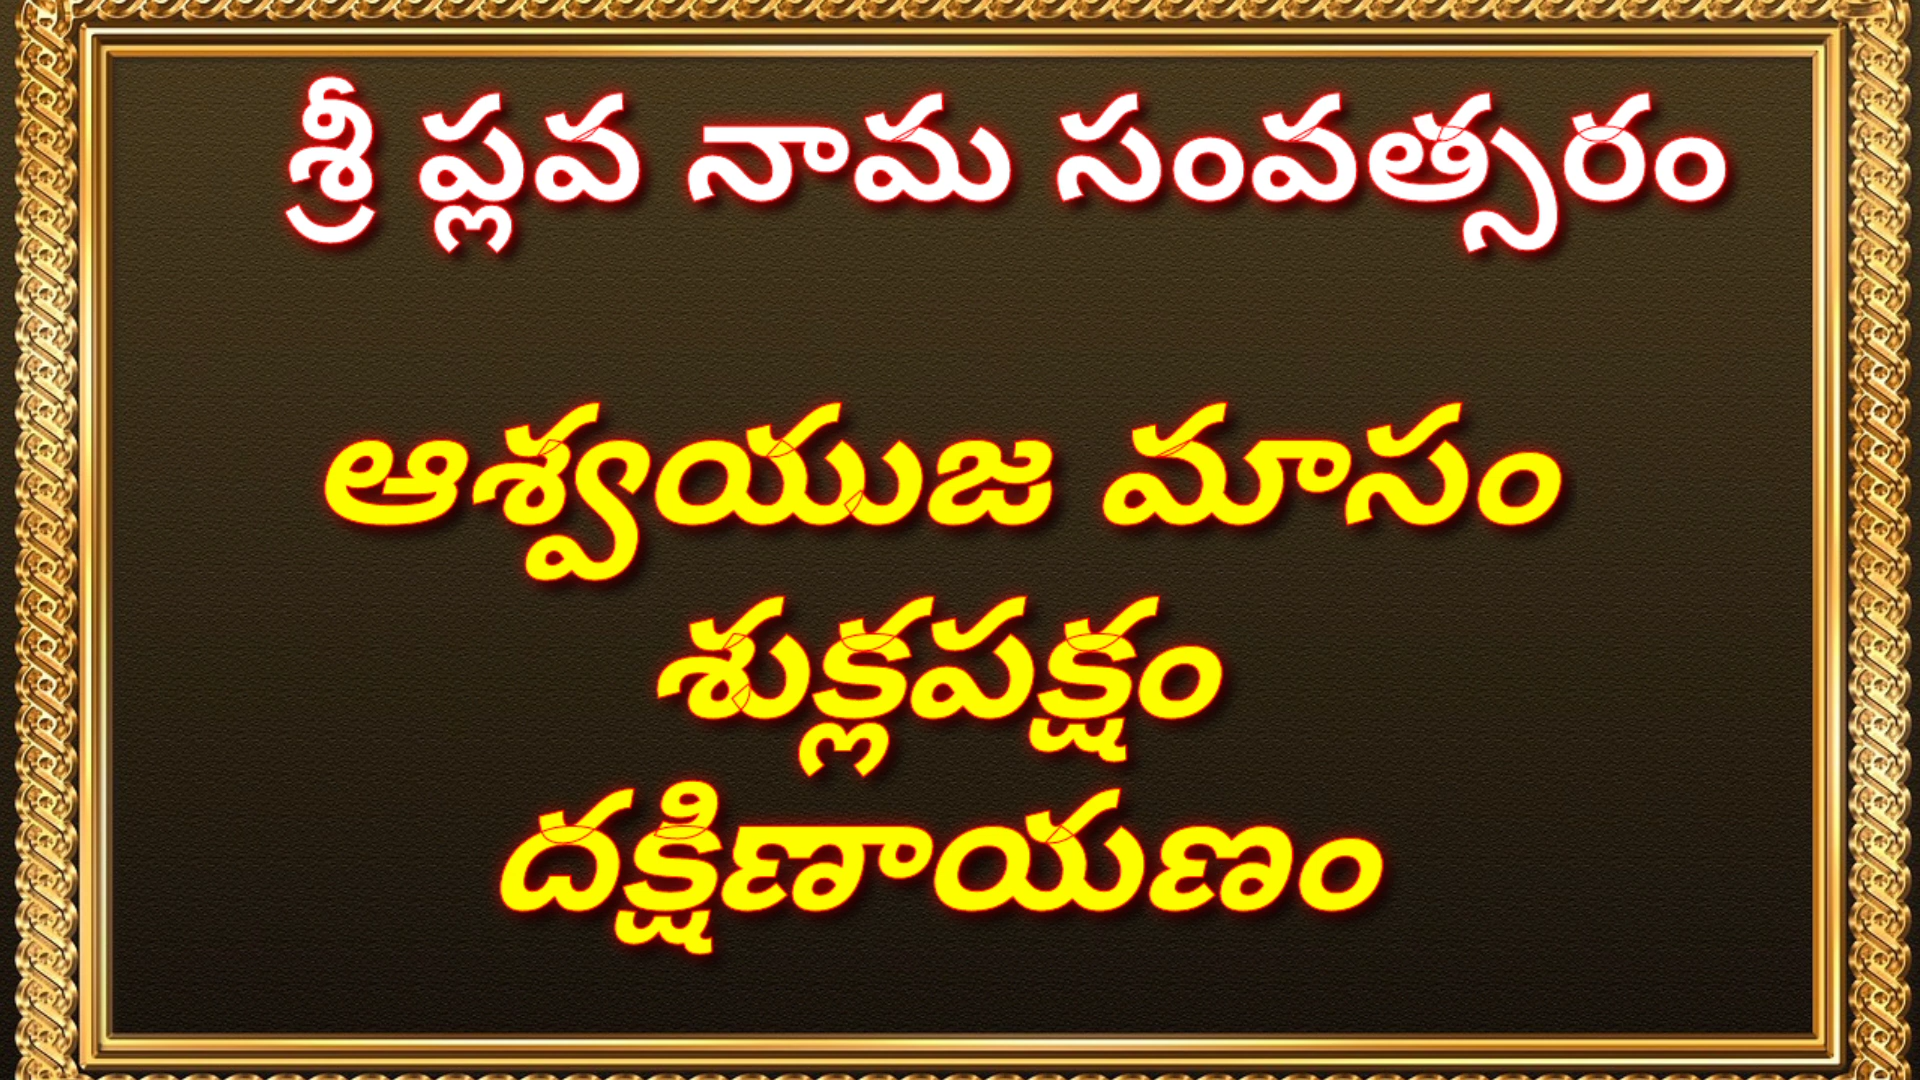 శ్రీ ప్లవ నామ సంవత్సరం
ఆశ్వయుజ మాసం
శుక్లపక్షం
దక్షిణాయణం